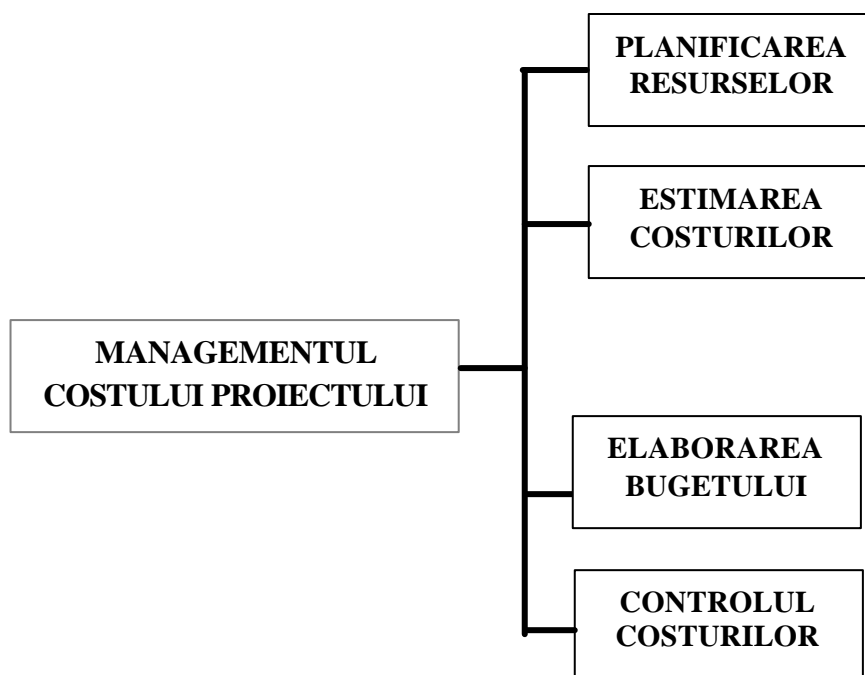 PLANIFICAREA
RESURSELOR
ESTIMAREA
COSTURILOR
MANAGEMENTUL
COSTULUI PROIECTULUI
ELABORAREA
BUGETULUI
CONTROLUL
COSTURILOR